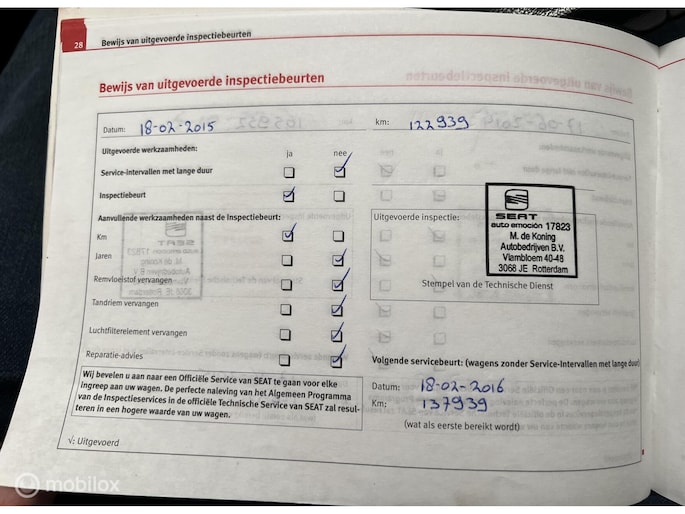 28
Bewijs van uitgevoerde inspectiebeurten
Bewijs van uitgevoerde inspectiebeurten
Datum: 18-02-2015
km: 122939
Uitgevoerde werkzaamheden:
ja nee
Service-intervallen met lange duur
Inspectiebeurt
Aanvullende werkzaamheden naast de Inspectiebeurt:
Km
Jaren
Remvloeistof vervangen
Tandriem vervangen
Luchtfilterelement vervangen
Reparatie-advies
Uitgevoerde inspectie:
SEAT
auto emoción 17823
M. de Koning
Autobedrijven B.V.
Vlambloem 40-48
3068 JE Rotterdam
Stempel van de Technische Dienst
Wij bevelen u aan naar een Officiële Service van SEAT te gaan voor elke
ingreep aan uw wagen. De perfecte naleving van het Algemeen Programma
van de Inspectieservices in de officiële Technische Service van SEAT zal resul-
teren in een hogere waarde van uw wagen.
√: Uitgevoerd
Volgende servicebeurt: (wagens zonder Service-Intervallen met lange duur)
Datum: 18-02-2016
Km: 137939
(wat als eerste bereikt wordt)
mobilox